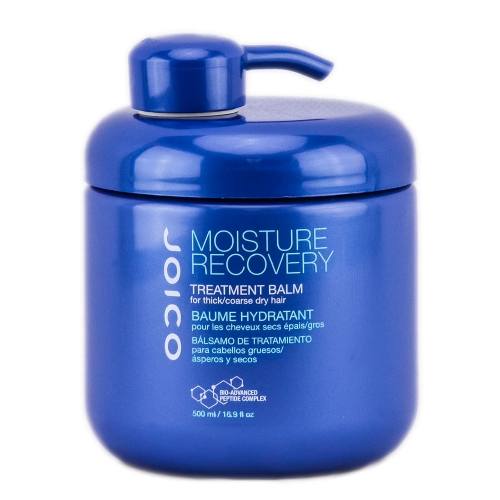 JOICO
MOISTURE
RECOVERY
TREATMENT BALM
for thick/coarse dry hair
BAUME HYDRATANT
pour les cheveux secs épais/gros
BÁLSAMO DE TRATAMIENTO
para cabellos gruesos/
ásperos y secos
BIO-ADVANCED
PEPTIDE COMPLEX
500 ml / 16.9 fl oz